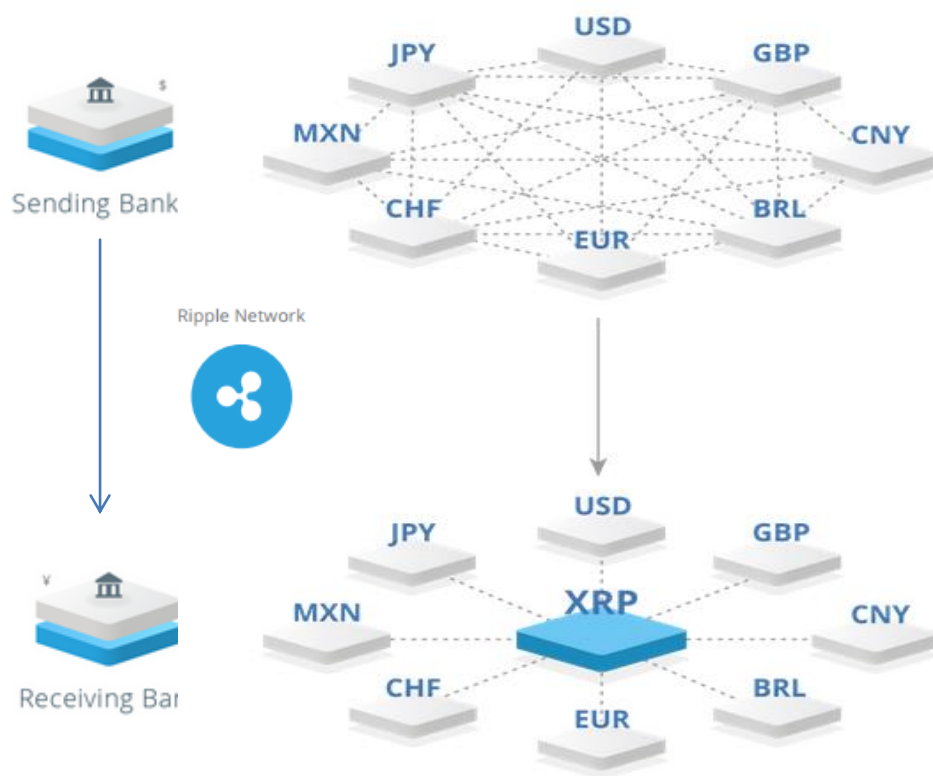 USD
JPY
GBP
$
MXN
CNY
Sending Bank
CHF
BRL
EUR
Ripple Network
USD
JPY
GBP
¥
XRP
MXN
CNY
Receiving Ban
CHF
BRL
EUR